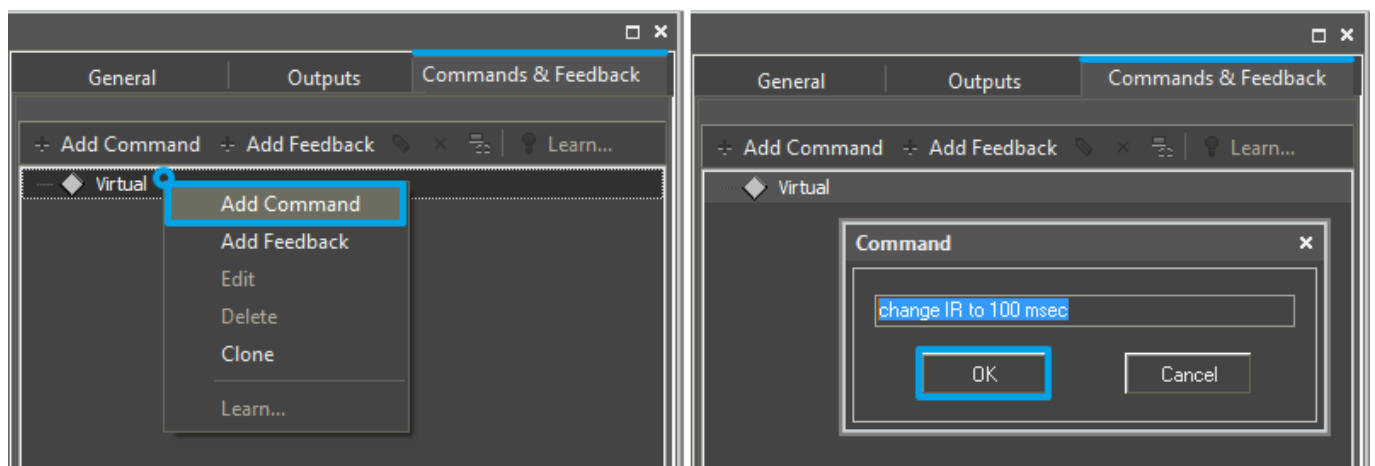 General Outputs Commands & Feedback
Add Command Add Feedback Learn...
Virtual
Add Command
Add Feedback
Edit
Delete
Clone
Learn...
General Outputs Commands & Feedback
Add Command Add Feedback Learn...
Virtual
Command
change IR to 100 msec
OK Cancel